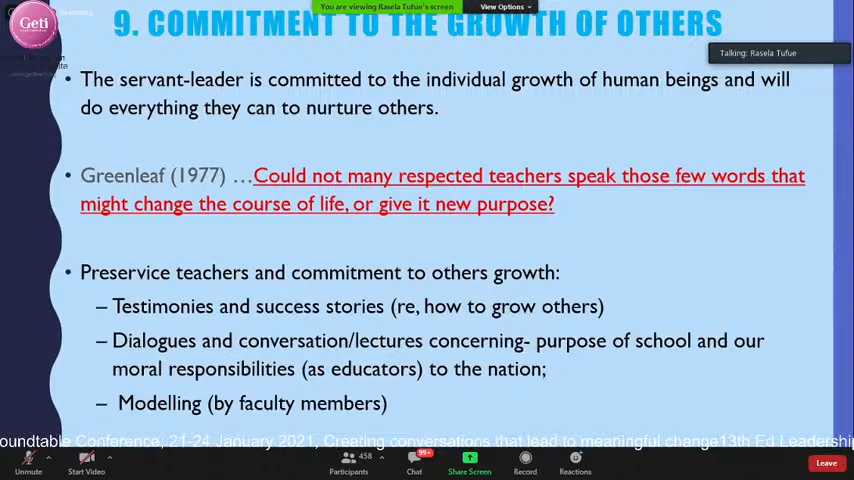 You are viewing Rasela Tufue's screen
View Options
Geti
9. COMMITMENT TO THE GROWTH OF OTHERS
Talking: Rasela Tufue
• The servant-leader is committed to the individual growth of human beings and will
do everything they can to nurture others.
• Greenleaf (1977) …Could not many respected teachers speak those few words that
might change the course of life, or give it new purpose?
• Preservice teachers and commitment to others growth:
– Testimonies and success stories (re, how to grow others)
– Dialogues and conversation/lectures concerning- purpose of school and our
moral responsibilities (as educators) to the nation;
– Modelling (by faculty members)
oundtable Conference, 21-24 January 2021, Creating conversations that lead to meaningful change13th Ed Leadership
458
99+
Unmute
Start Video
Participants
Chat
Share Screen
Record
Reactions
Leave